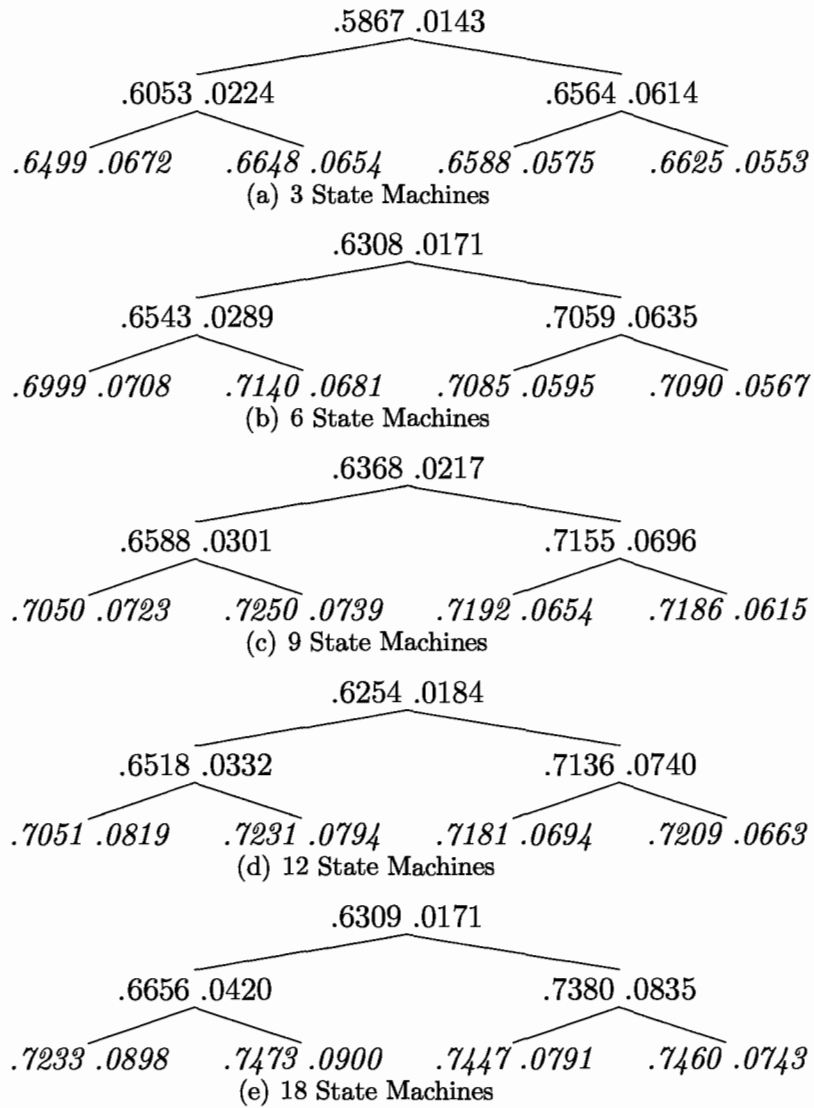 .5867 .0143
.6053 .0224 .6564 .0614
.6499 .0672 .6648 .0654 .6588 .0575 .6625 .0553
(a) 3 State Machines
.6308 .0171
.6543 .0289 .7059 .0635
.6999 .0708 .7140 .0681 .7085 .0595 .7090 .0567
(b) 6 State Machines
.6368 .0217
.6588 .0301 .7155 .0696
.7050 .0723 .7250 .0739 .7192 .0654 .7186 .0615
(c) 9 State Machines
.6254 .0184
.6518 .0332 .7136 .0740
.7051 .0819 .7231 .0794 .7181 .0694 .7209 .0663
(d) 12 State Machines
.6309 .0171
.6656 .0420 .7380 .0835
.7233 .0898 .7473 .0900 .7447 .0791 .7460 .0743
(e) 18 State Machines